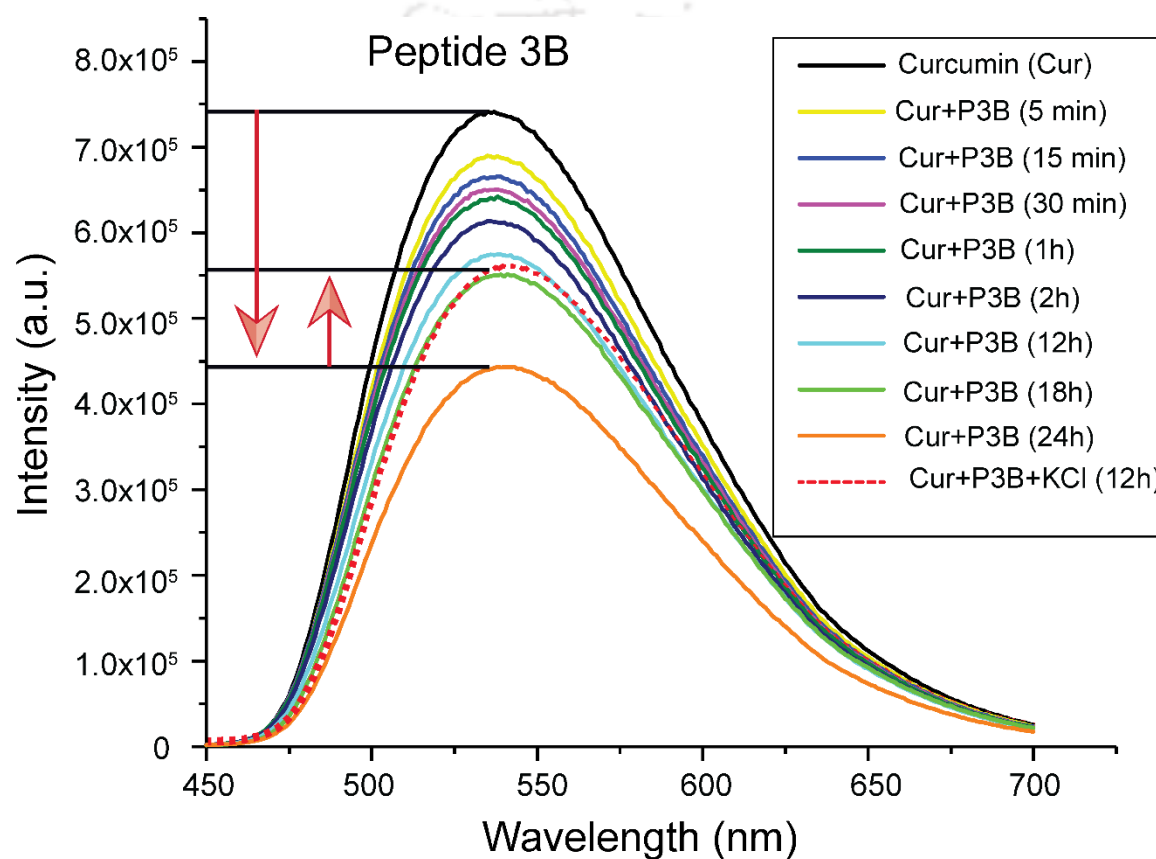 Peptide 3B
Intensity (a.u.)
8.0x10⁵
7.0x10⁵
6.0x10⁵
5.0x10⁵
4.0x10⁵
3.0x10⁵
2.0x10⁵
1.0x10⁵
0
450
500
550
600
650
700
Wavelength (nm)
Curcumin (Cur)
Cur+P3B (5 min)
Cur+P3B (15 min)
Cur+P3B (30 min)
Cur+P3B (1h)
Cur+P3B (2h)
Cur+P3B (12h)
Cur+P3B (18h)
Cur+P3B (24h)
Cur+P3B+KCl (12h)